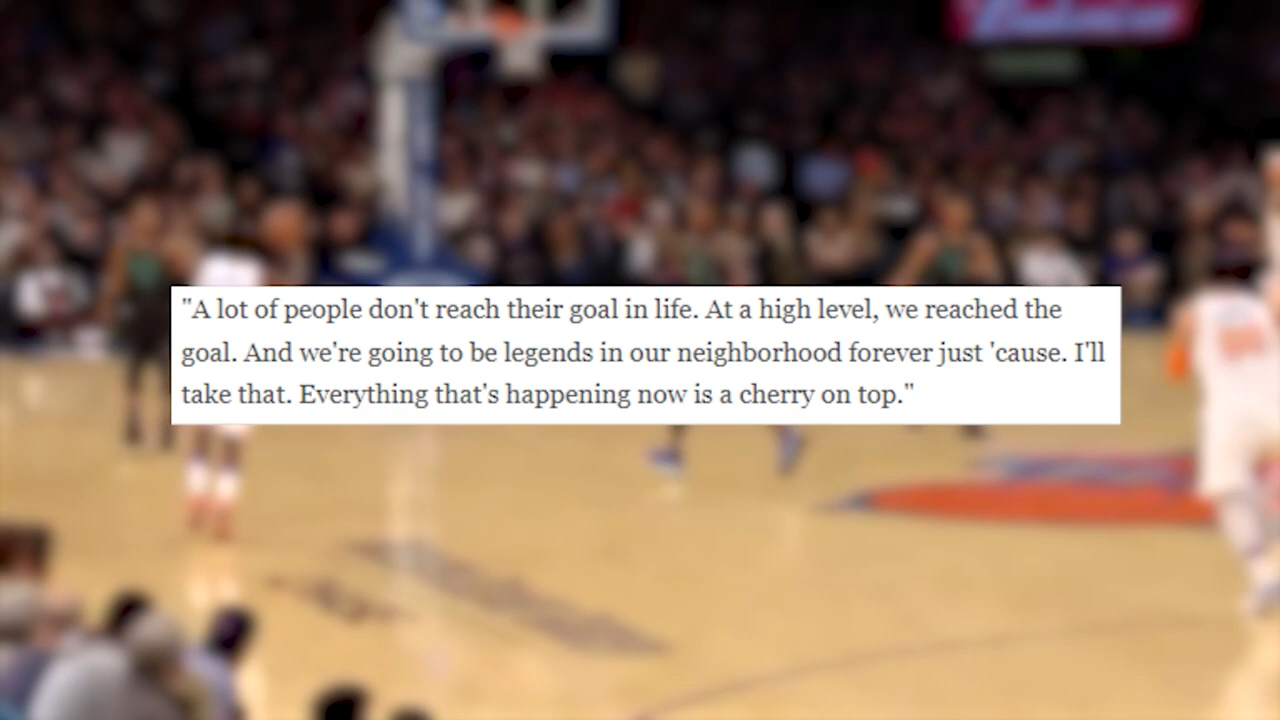 "A lot of people don't reach their goal in life. At a high level, we reached the
goal. And we're going to be legends in our neighborhood forever just 'cause. I'll
take that. Everything that's happening now is a cherry on top."